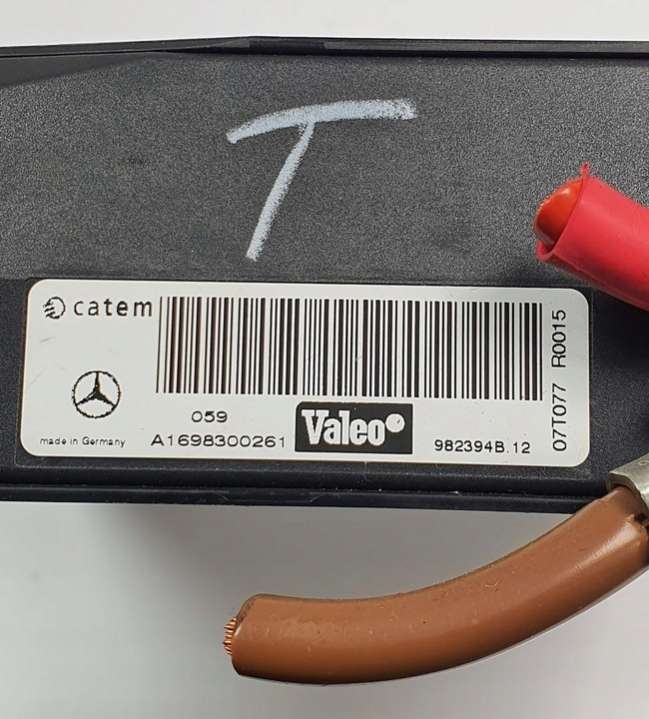 T
catem
059
A1698300261
made in Germany
Valeo
982394B.12
07T077 R0015